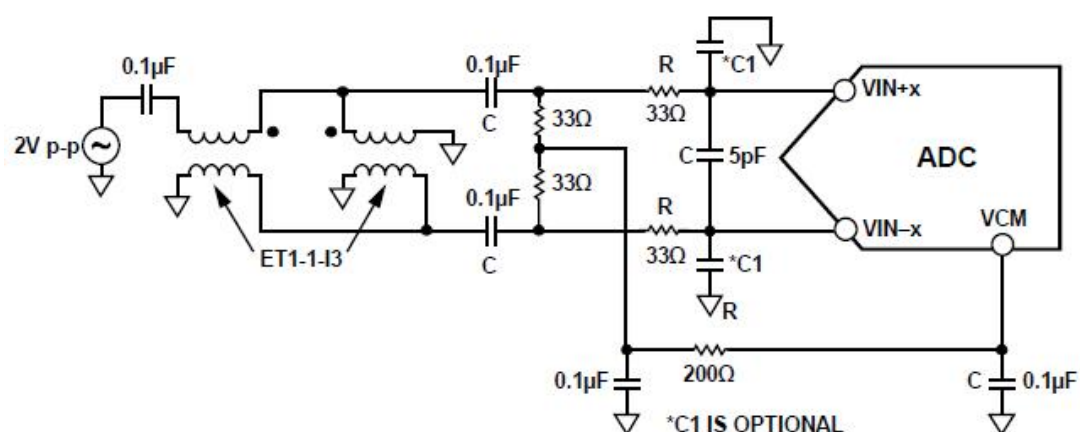 *C1
0.1µF
0.1µF
R
VIN+x
33Ω
33Ω
C
2V p-p
C
5pF
ADC
33Ω
0.1µF
R
VCM
VIN–x
ET1-1-I3
C
33Ω
*C1
R
0.1µF
200Ω
C
0.1µF
*C1 IS OPTIONAL